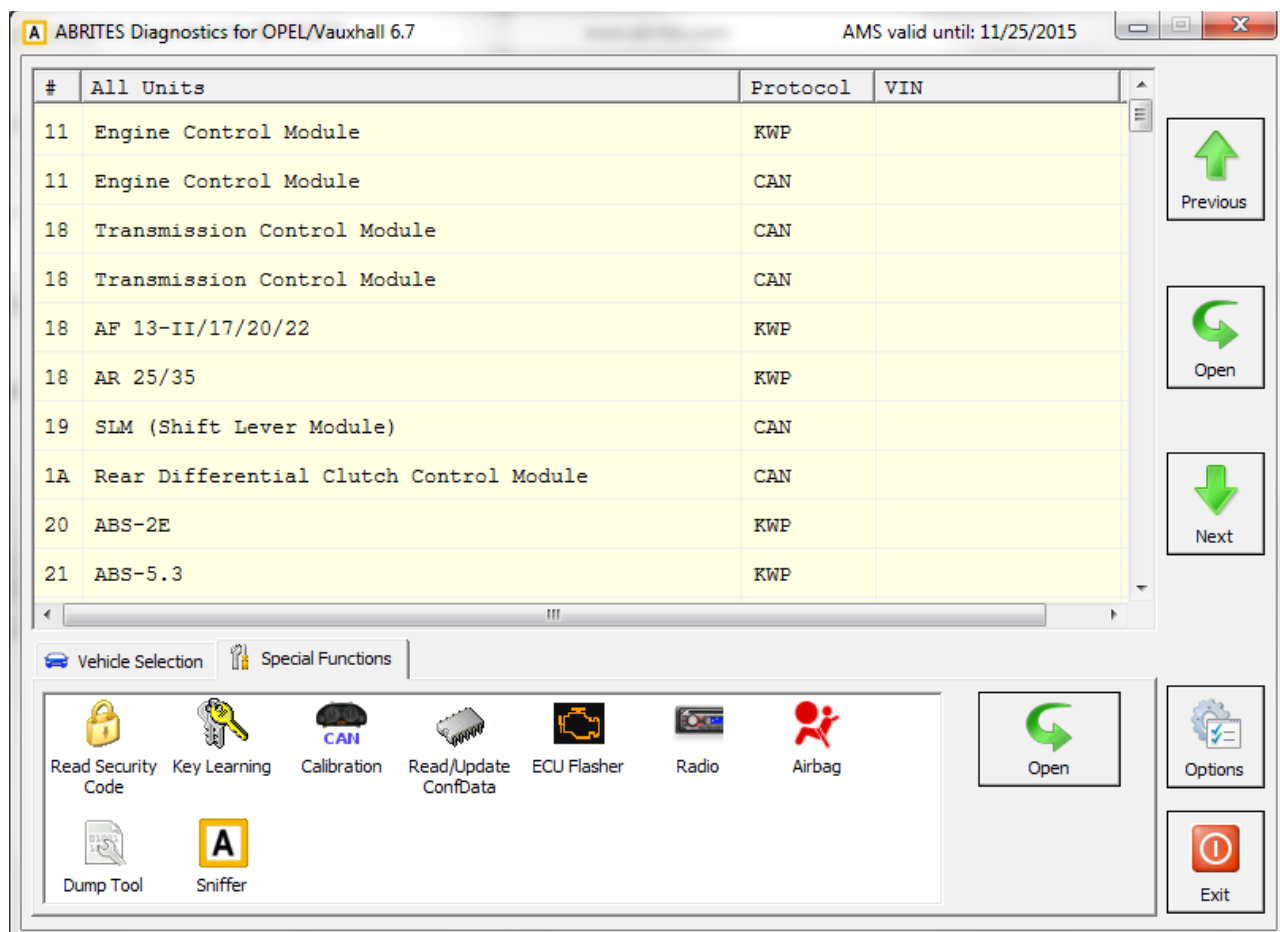 A ABRITES Diagnostics for OPEL/Vauxhall 6.7 AMS valid until: 11/25/2015
# All Units Protocol VIN
11 Engine Control Module KWP
11 Engine Control Module CAN
18 Transmission Control Module CAN
18 Transmission Control Module CAN
18 AF 13-II/17/20/22 KWP
18 AR 25/35 KWP
19 SLM (Shift Lever Module) CAN
1A Rear Differential Clutch Control Module CAN
20 ABS-2E KWP
21 ABS-5.3 KWP
Previous
Open
Next
Vehicle Selection Special Functions
CAN
Read Security Key Learning Calibration Read/Update ECU Flasher Radio Airbag
Code ConfData
Open
Options
A
Dump Tool Sniffer
Exit